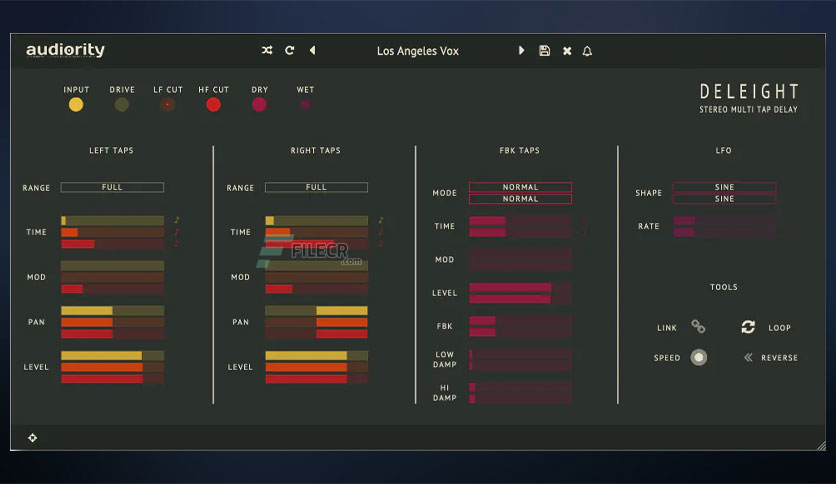 audiority
Los Angeles Vox
INPUT DRIVE LF CUT HF CUT DRY WET
DELEIGHT
STEREO MULTI TAP DELAY
LEFT TAPS
RANGE FULL
TIME
MOD
PAN
LEVEL
RIGHT TAPS
RANGE FULL
TIME
MOD
PAN
LEVEL
FILECR
.com
FBK TAPS
MODE NORMAL
NORMAL
TIME
MOD
LEVEL
FBK
LOW
DAMP
HI
DAMP
LFO
SHAPE SINE
SINE
RATE
TOOLS
LINK LOOP
SPEED REVERSE